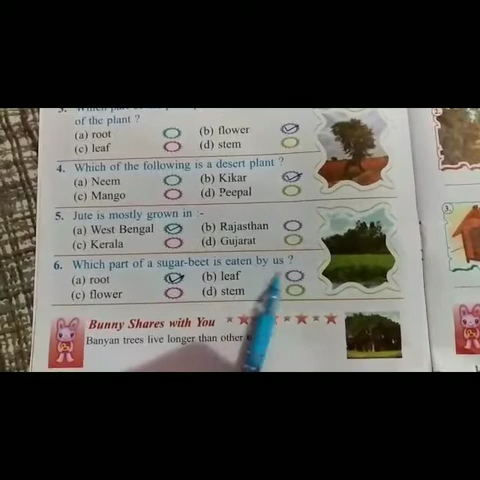 of the plant ?
(a) root (b) flower
(c) leaf (d) stem
4. Which of the following is a desert plant ?
(a) Neem (b) Kikar
(c) Mango (d) Peepal
5. Jute is mostly grown in :-
(a) West Bengal (b) Rajasthan
(c) Kerala (d) Gujarat
6. Which part of a sugar-beet is eaten by us ?
(a) root (b) leaf
(c) flower (d) stem
Bunny Shares with You
Banyan trees live longer than other
3.